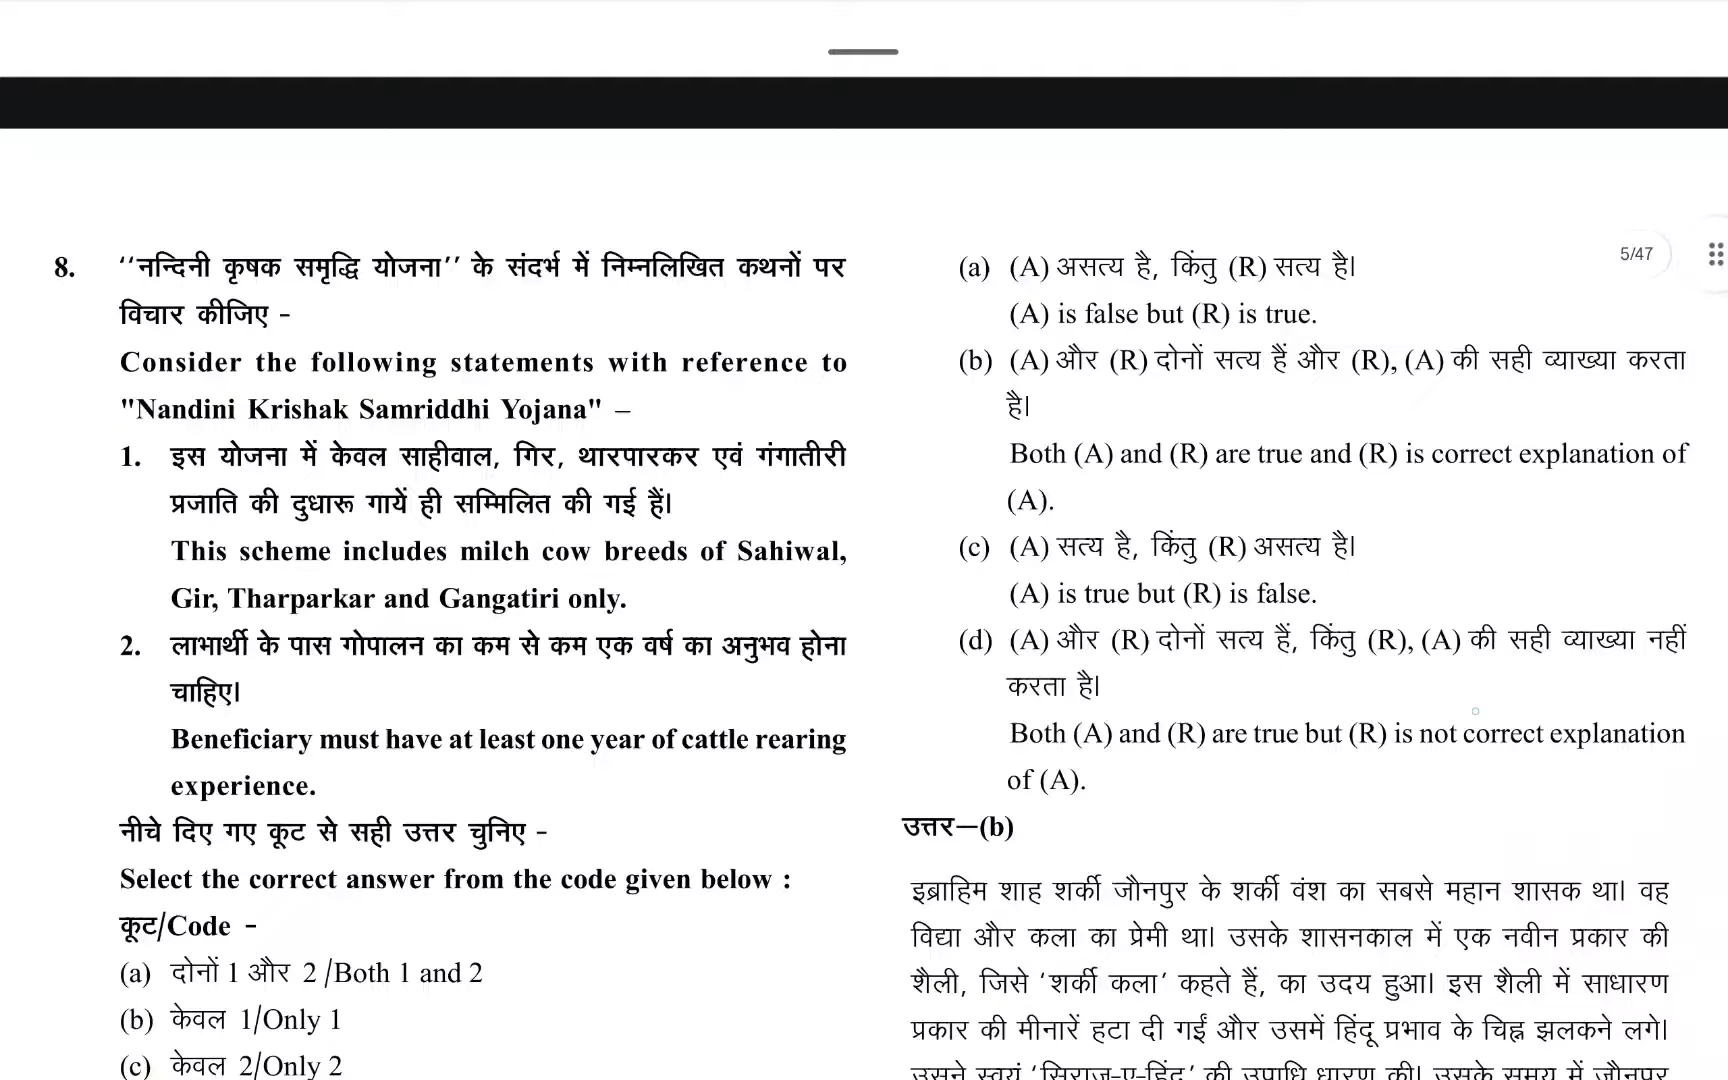 5/47
8. ‘‘नन्दिनी कृषक समृद्धि योजना’’ के संदर्भ में निम्नलिखित कथनों पर
विचार कीजिए -
Consider the following statements with reference to
"Nandini Krishak Samriddhi Yojana" –
1. इस योजना में केवल साहीवाल, गिर, थारपारकर एवं गंगातीरी
प्रजाति की दुधारू गायें ही सम्मिलित की गई हैं।
This scheme includes milch cow breeds of Sahiwal,
Gir, Tharparkar and Gangatiri only.
2. लाभार्थी के पास गोपालन का कम से कम एक वर्ष का अनुभव होना
चाहिए।
Beneficiary must have at least one year of cattle rearing
experience.
नीचे दिए गए कूट से सही उत्तर चुनिए -
Select the correct answer from the code given below :
कूट/Code -
(a) दोनों 1 और 2 /Both 1 and 2
(b) केवल 1/Only 1
(c) केवल 2/Only 2
(a) (A) असत्य है, किंतु (R) सत्य है।
(A) is false but (R) is true.
(b) (A) और (R) दोनों सत्य हैं और (R), (A) की सही व्याख्या करता
है।
Both (A) and (R) are true and (R) is correct explanation of
(A).
(c) (A) सत्य है, किंतु (R) असत्य है।
(A) is true but (R) is false.
(d) (A) और (R) दोनों सत्य हैं, किंतु (R), (A) की सही व्याख्या नहीं
करता है।
Both (A) and (R) are true but (R) is not correct explanation
of (A).
उत्तर—(b)
इब्राहिम शाह शर्की जौनपुर के शर्की वंश का सबसे महान शासक था। वह
विद्या और कला का प्रेमी था। उसके शासनकाल में एक नवीन प्रकार की
शैली, जिसे ‘शर्की कला’ कहते हैं, का उदय हुआ। इस शैली में साधारण
प्रकार की मीनारें हटा दी गईं और उसमें हिंदू प्रभाव के चिह्न झलकने लगे।
उसने स्वयं ‘सिराज-ए-हिंद’ की उपाधि धारण की। उसके समय में जौनपुर